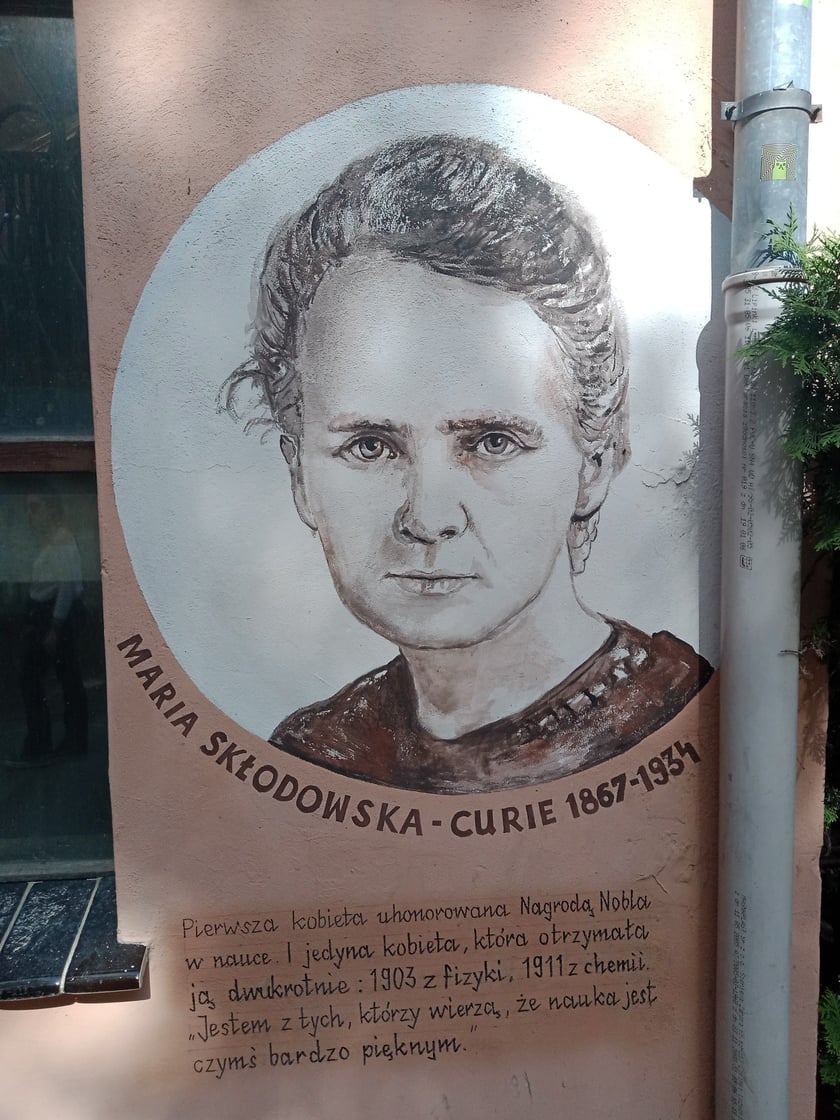 MARIA SKŁODOWSKA - CURIE 1867-1934
Pierwsza kobieta uhonorowana Nagrodą Nobla
w nauce. I jedyna kobieta, która otrzymała
ją dwukrotnie: 1903 z fizyki, 1911 z chemii.
„Jestem z tych, którzy wierzą, że nauka jest
czymś bardzo pięknym."